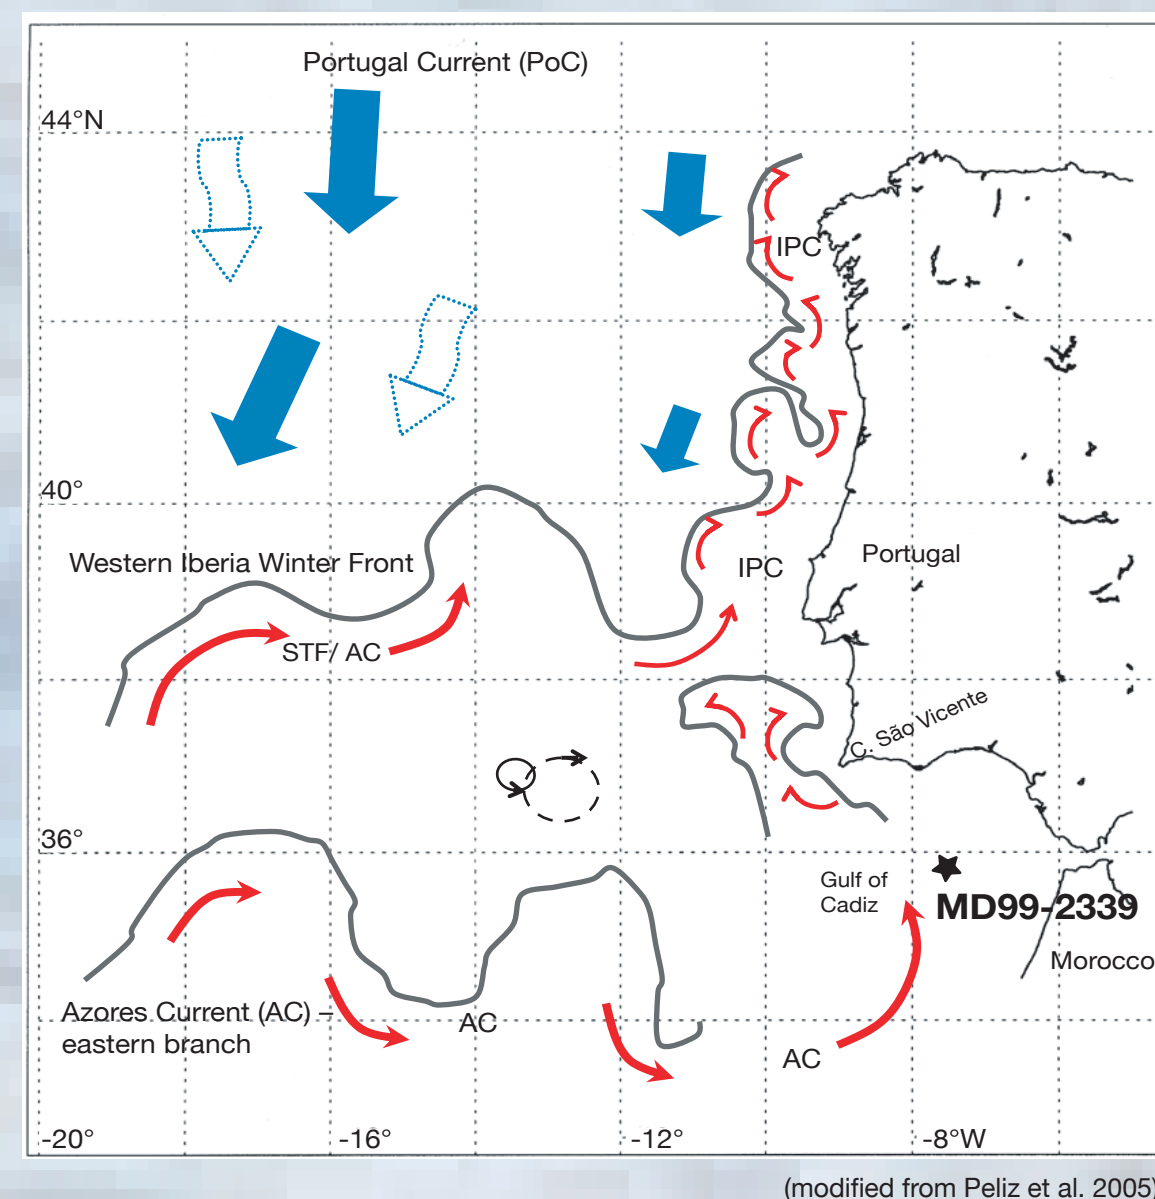 Portugal Current (PoC)
44°N
IPC
40°
Western Iberia Winter Front
IPC
Portugal
STF/ AC
C. São Vicente
36°
Gulf of
Cadiz
MD99-2339
Morocco
Azores Current (AC) –
eastern branch
AC
AC
-20°
-16°
-12°
-8°W
(modified from Peliz et al. 2005)